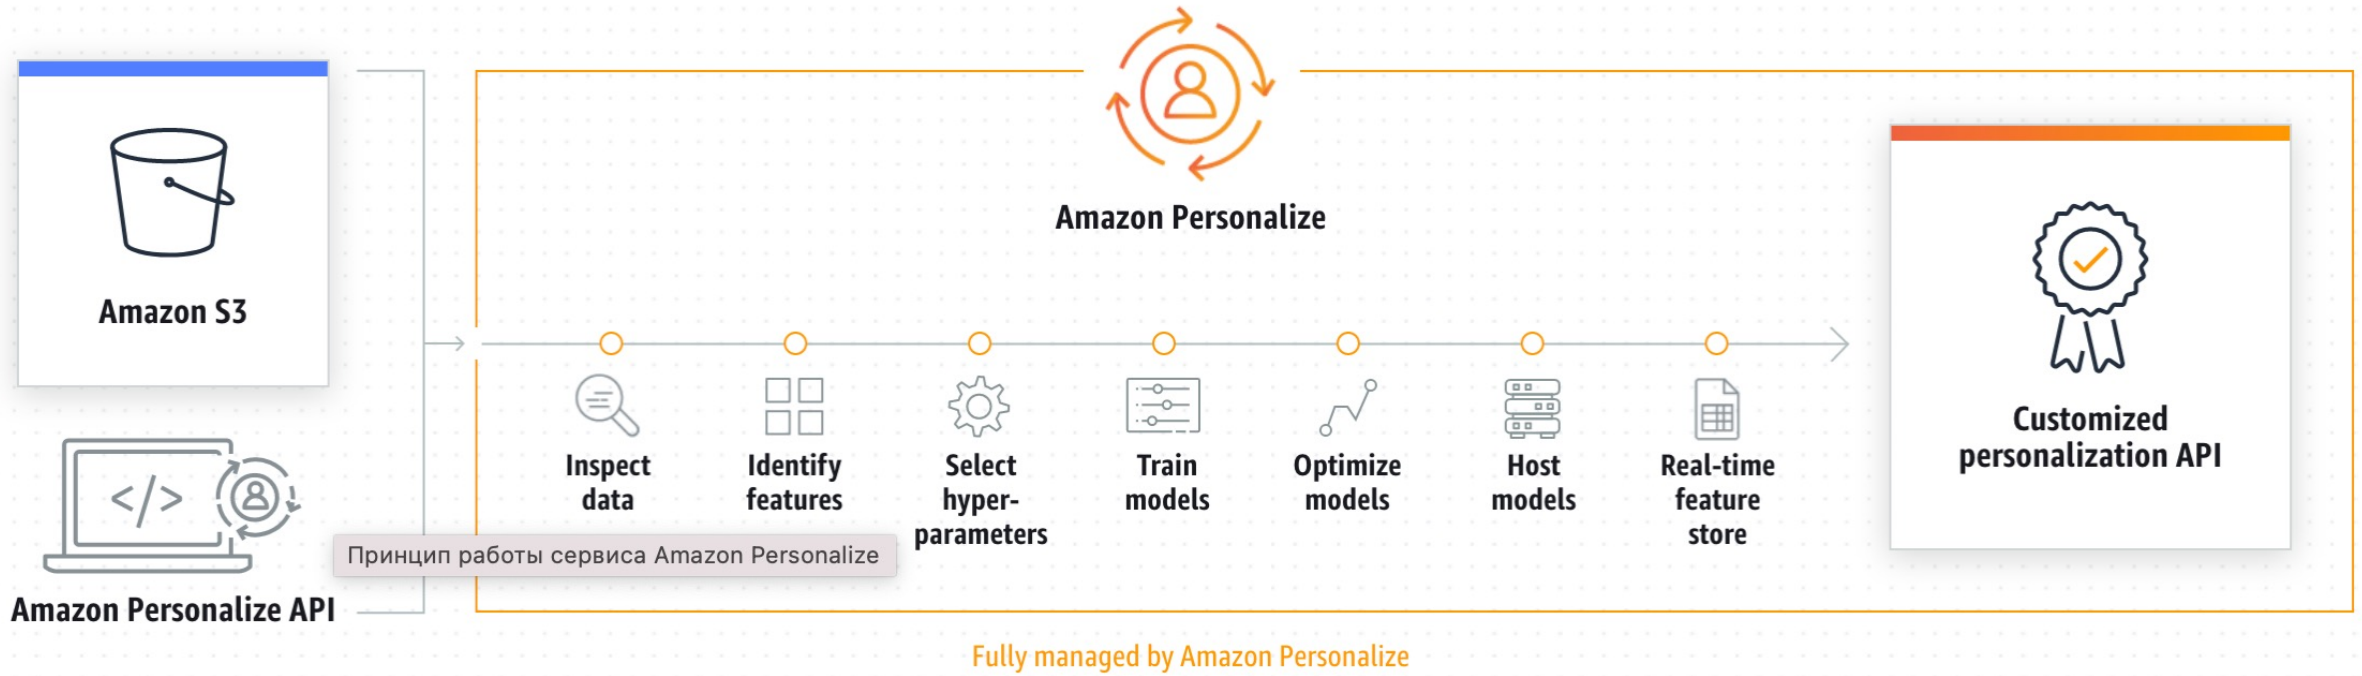 Amazon S3
Amazon Personalize API
Amazon Personalize
Inspect
data
Identify
features
Select
hyper-
parameters
Train
models
Optimize
models
Host
models
Real-time
feature
store
Customized
personalization API
Принцип работы сервиса Amazon Personalize
Fully managed by Amazon Personalize